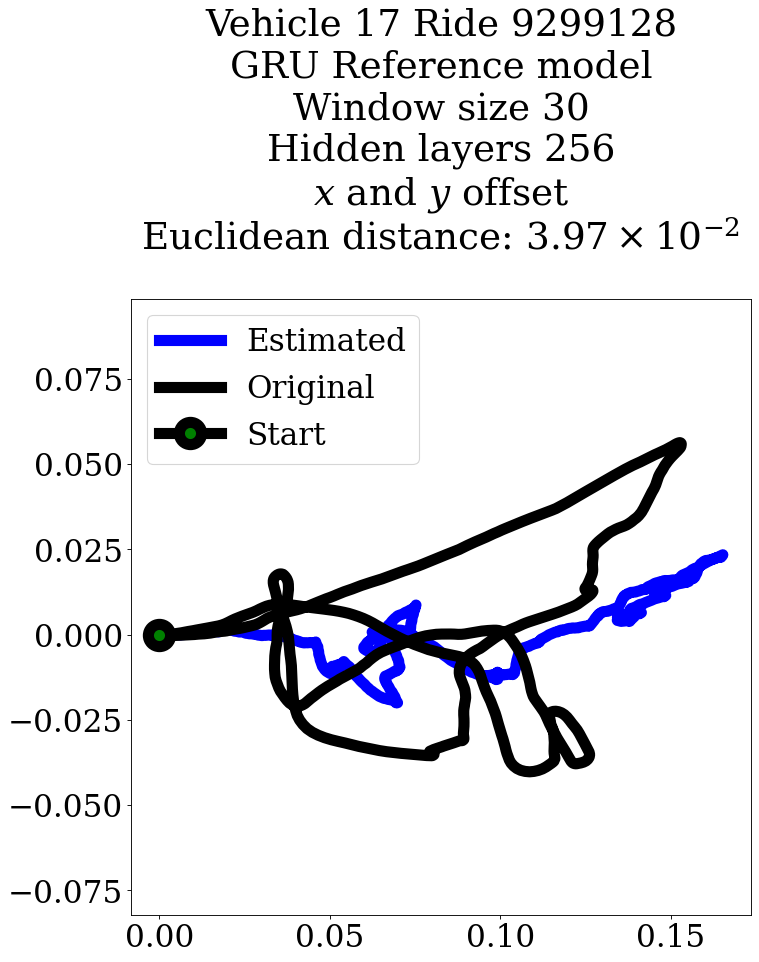 Vehicle 17 Ride 9299128
GRU Reference model
Window size 30
Hidden layers 256
x and y offset
Euclidean distance: 3.97 × 10⁻²
Estimated
Original
Start
0.075
0.050
0.025
0.000
−0.025
−0.050
−0.075
0.00 0.05 0.10 0.15